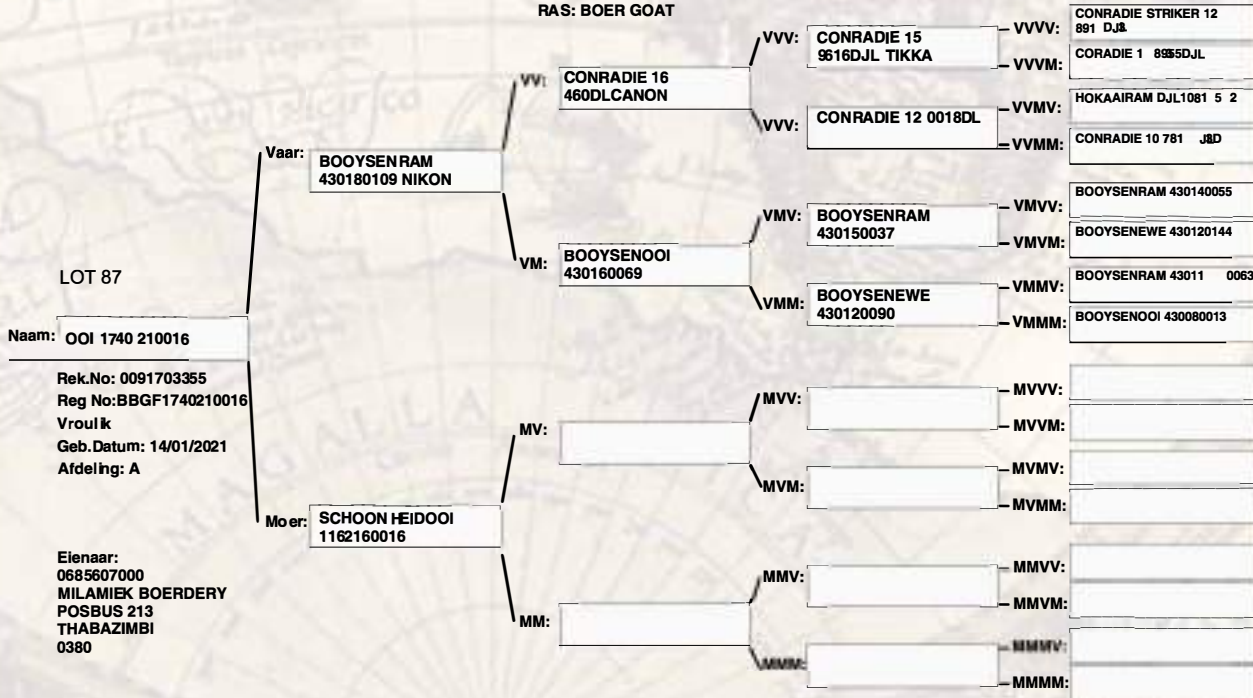 RAS: BOER GOAT
LOT 87
Naam: OOI 1740 210016
Rek.No: 0091703355
Reg No:BBGF1740210016
Vroulik
Geb.Datum: 14/01/2021
Afdeling: A
Eienaar:
0685607000
MILAMIEK BOERDERY
POSBUS 213
THABAZIMBI
0380
Vaar: BOOYSENRAM
430180109 NIKON
Moer: SCHOON HEIDOOI
1162160016
VV: CONRADIE 16
460DLCANON
VM: BOOYSENOOI
430160069
MV:
MM:
VVV: CONRADIE 15
9616DJL TIKKA
VVV: CONRADIE 12 0018DL
VMV: BOOYSENRAM
430150037
VMM: BOOYSENEWE
430120090
MVV:
MVM:
MMV:
MMM:
VVVV: CONRADIE STRIKER 12
891
VVVM: CORADIE 1
VVMV: HOKAAIRAM DJL1081 5 2
VVMM: CONRADIE 10 781
VMVV: BOOYSENRAM 430140055
VMVM: BOOYSENEWE 430120144
VMMV: BOOYSENRAM 43011 0063
VMMM: BOOYSENOOI 430080013
MVVV:
MVVM:
MVMV:
MVMM:
MMVV:
MMVM:
MMMV:
MMMM: